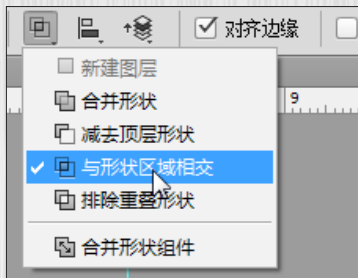 对齐边缘
新建图层
9
合并形状
减去顶层形状
与形状区域相交
排除重叠形状
合并形状组件